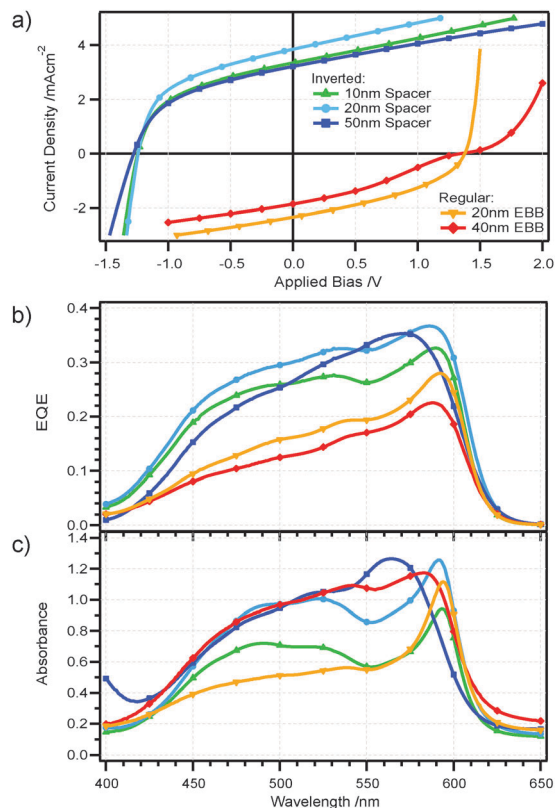 a)
Current Density /mAcm-2
4
2
0
-2
Inverted:
10nm Spacer
20nm Spacer
50nm Spacer
Regular:
20nm EBB
40nm EBB
-1.5 -1.0 -0.5 0.0 0.5 1.0 1.5 2.0
Applied Bias /V
b)
EQE
0.4
0.3
0.2
0.1
0.0
c)
Absorbance
1.4
1.2
1.0
0.8
0.6
0.4
0.2
0.0
400 450 500 550 600 650
Wavelength /nm